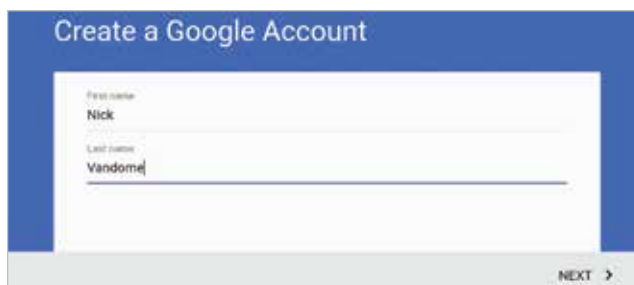 Create a Google Account
First name
Nick
Last name
Vandome
NEXT >